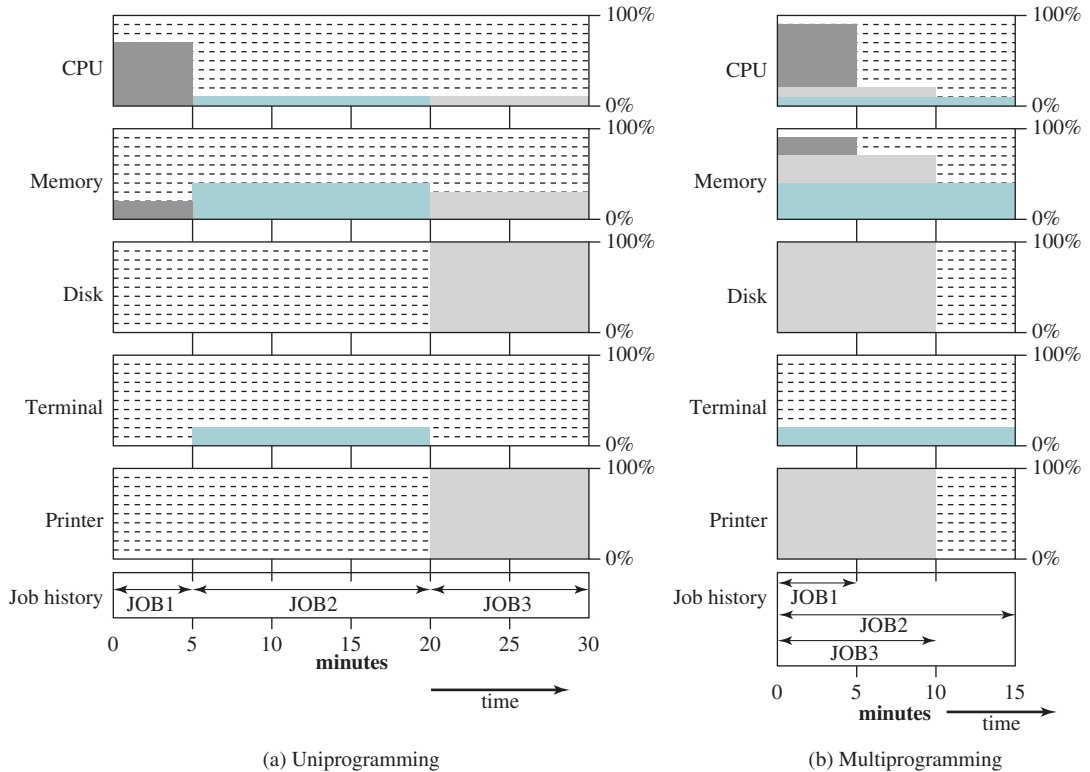 100%
CPU
0%
100%
Memory
0%
100%
Disk
0%
100%
Terminal
0%
100%
Printer
0%
Job history
JOB1
JOB2
JOB3
0 5 10 15 20 25 30
minutes
time
(a) Uniprogramming
100%
CPU
0%
100%
Memory
0%
100%
Disk
0%
100%
Terminal
0%
100%
Printer
0%
Job history
JOB1
JOB2
JOB3
0 5 10 15
minutes
time
(b) Multiprogramming